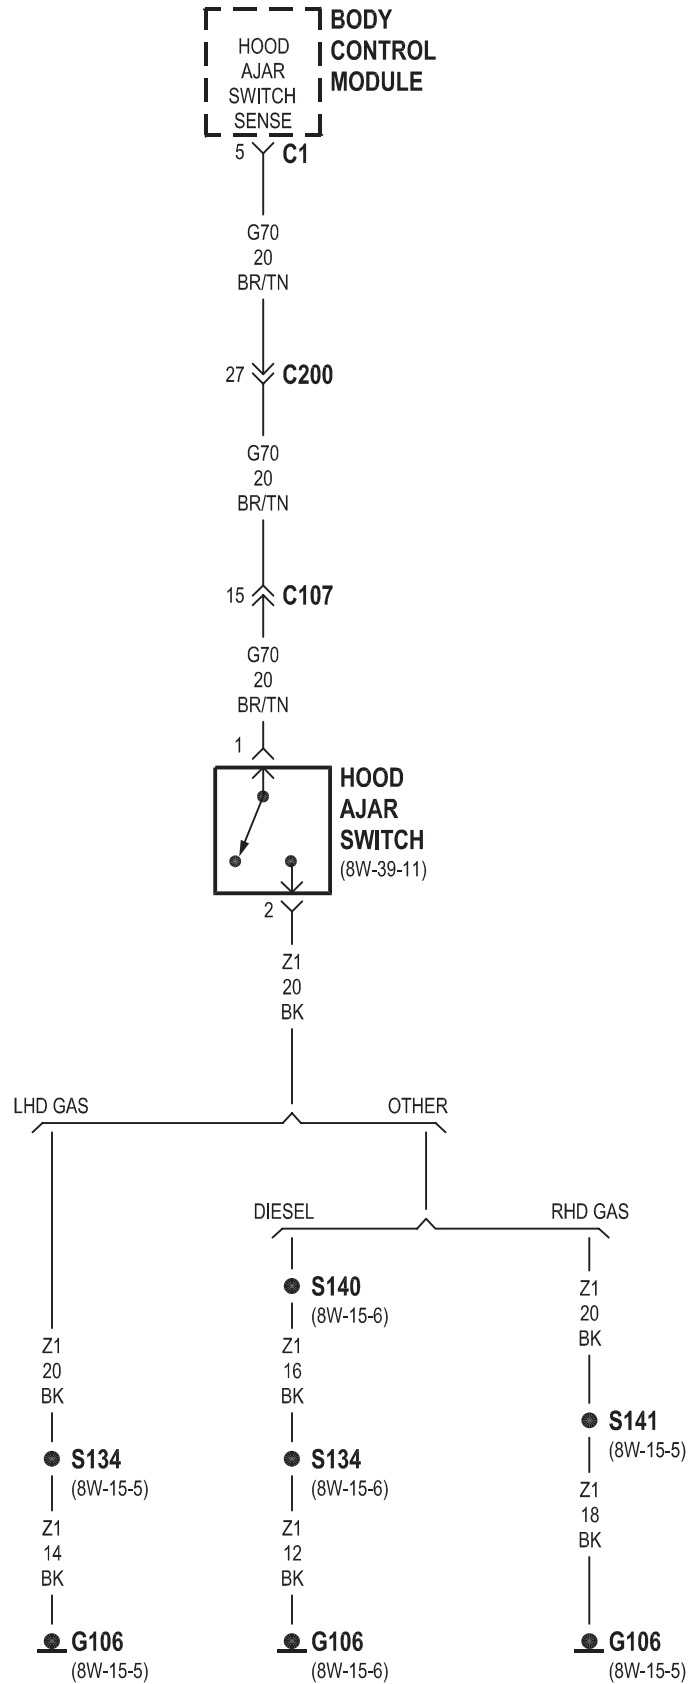 BODY
CONTROL
MODULE
HOOD
AJAR
SWITCH
SENSE
5 C1
G70
20
BR/TN
27 C200
G70
20
BR/TN
15 C107
G70
20
BR/TN
1
HOOD
AJAR
SWITCH
(8W-39-11)
2
Z1
20
BK
LHD GAS
OTHER
DIESEL
RHD GAS
Z1
20
BK
S134
(8W-15-5)
Z1
14
BK
G106
(8W-15-5)
S140
(8W-15-6)
Z1
16
BK
S134
(8W-15-6)
Z1
12
BK
G106
(8W-15-6)
Z1
20
BK
S141
(8W-15-5)
Z1
18
BK
G106
(8W-15-5)